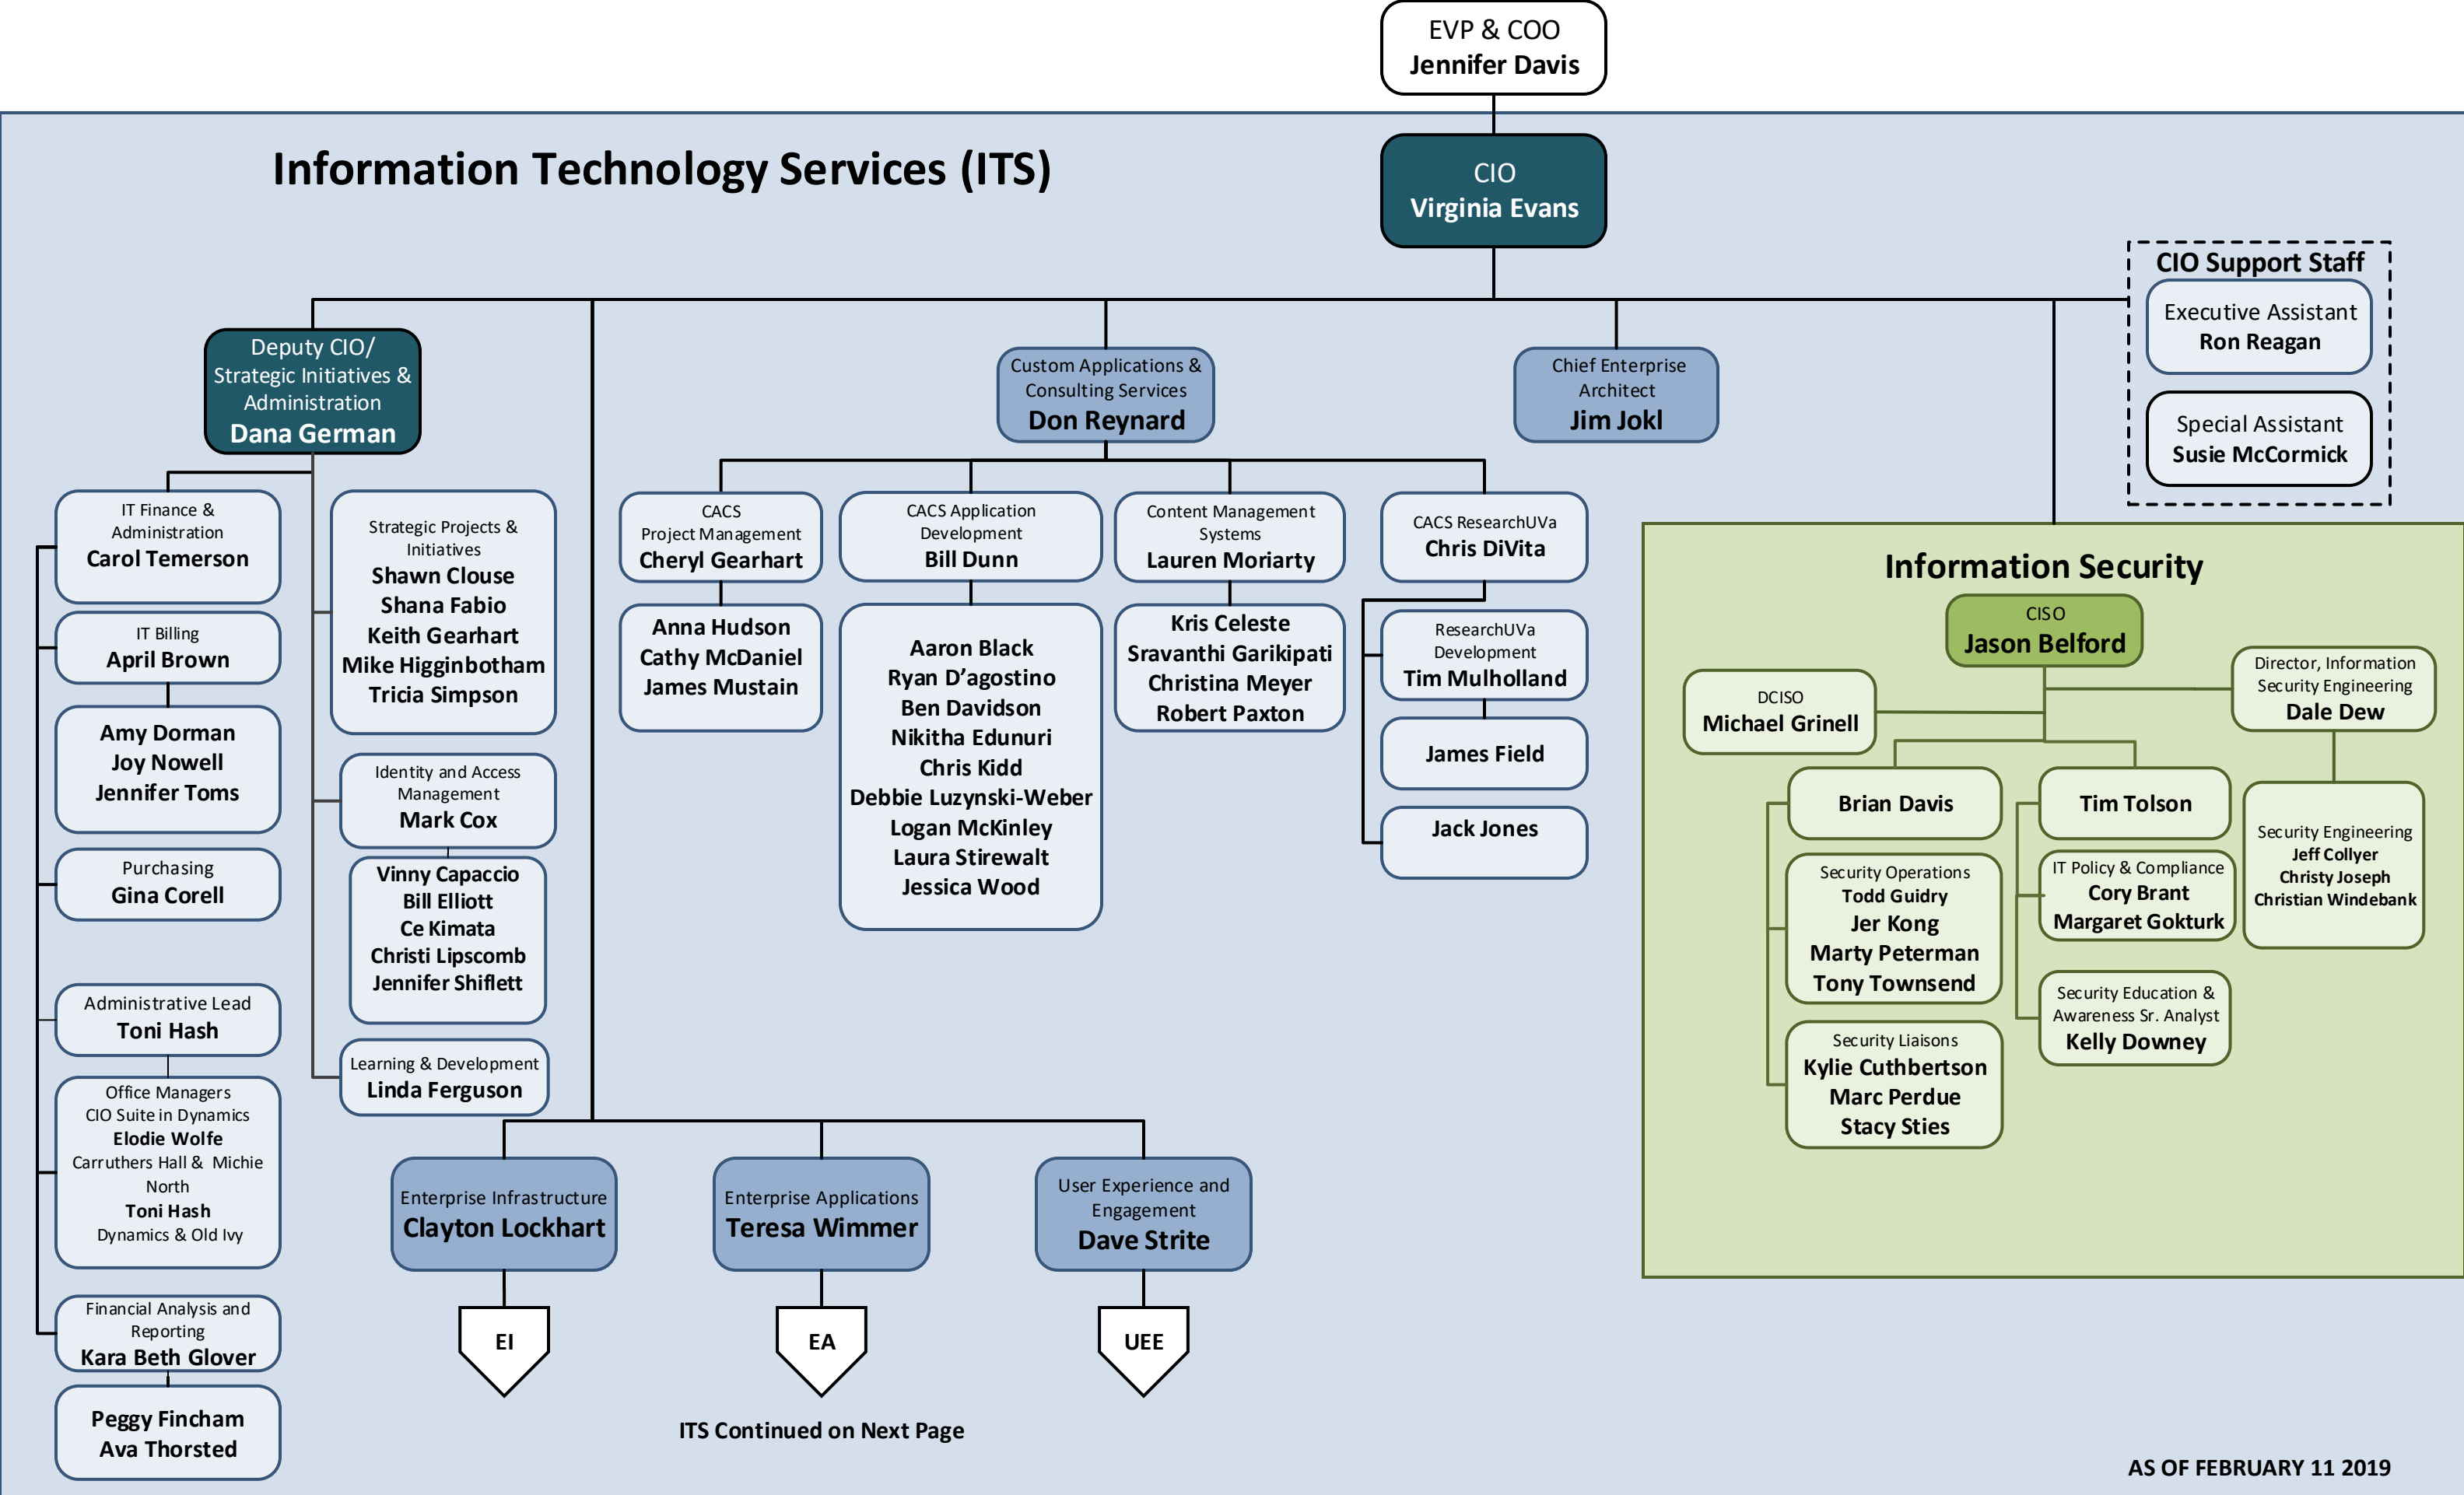 EVP & COO
Jennifer Davis
Information Technology Services (ITS)
CIO
Virginia Evans
CIO Support Staff
Executive Assistant
Ron Reagan
Special Assistant
Susie McCormick
Deputy CIO/
Strategic Initiatives &
Administration
Dana German
Custom Applications &
Consulting Services
Don Reynard
Chief Enterprise
Architect
Jim Jokl
IT Finance &
Administration
Carol Temerson
IT Billing
April Brown
Amy Dorman
Joy Nowell
Jennifer Toms
Purchasing
Gina Corell
Administrative Lead
Toni Hash
Office Managers
CIO Suite in Dynamics
Elodie Wolfe
Carruthers Hall & Michie
North
Toni Hash
Dynamics & Old Ivy
Financial Analysis and
Reporting
Kara Beth Glover
Peggy Fincham
Ava Thorsted
Strategic Projects &
Initiatives
Shawn Clouse
Shana Fabio
Keith Gearhart
Mike Higginbotham
Tricia Simpson
Identity and Access
Management
Mark Cox
Vinny Capaccio
Bill Elliott
Ce Kimata
Christi Lipscomb
Jennifer Shiflett
Learning & Development
Linda Ferguson
CACS
Project Management
Cheryl Gearhart
Anna Hudson
Cathy McDaniel
James Mustain
CACS Application
Development
Bill Dunn
Aaron Black
Ryan D’agostino
Ben Davidson
Nikitha Edunuri
Chris Kidd
Debbie Luzynski-Weber
Logan McKinley
Laura Stirewalt
Jessica Wood
Content Management
Systems
Lauren Moriarty
Kris Celeste
Sravanthi Garikipati
Christina Meyer
Robert Paxton
CACS ResearchUVa
Chris DiVita
ResearchUVa
Development
Tim Mulholland
James Field
Jack Jones
Information Security
CISO
Jason Belford
DCISO
Michael Grinell
Director, Information
Security Engineering
Dale Dew
Brian Davis
Security Operations
Todd Guidry
Jer Kong
Marty Peterman
Tony Townsend
Security Liaisons
Kylie Cuthbertson
Marc Perdue
Stacy Sties
Tim Tolson
IT Policy & Compliance
Cory Brant
Margaret Gokturk
Security Education &
Awareness Sr. Analyst
Kelly Downey
Security Engineering
Jeff Collyer
Christy Joseph
Christian Windebank
Enterprise Infrastructure
Clayton Lockhart
EI
Enterprise Applications
Teresa Wimmer
EA
User Experience and
Engagement
Dave Strite
UEE
ITS Continued on Next Page
AS OF FEBRUARY 11 2019